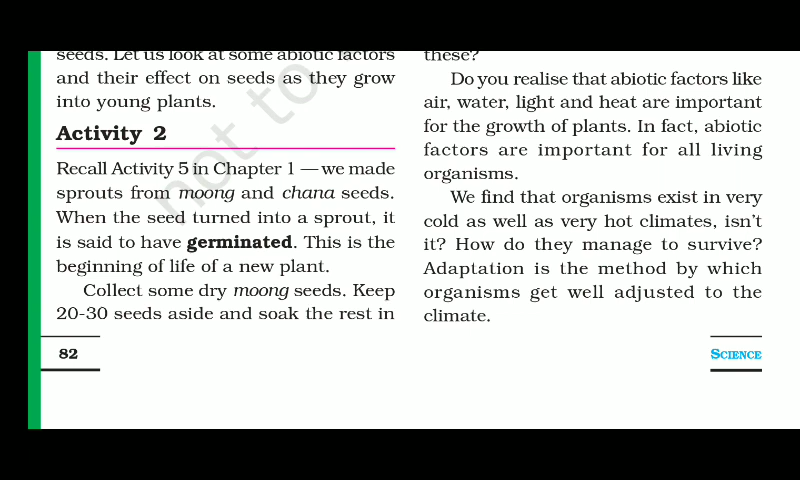 seeds. Let us look at some abiotic factors
and their effect on seeds as they grow
into young plants.
Activity 2
Recall Activity 5 in Chapter 1 — we made
sprouts from moong and chana seeds.
When the seed turned into a sprout, it
is said to have germinated. This is the
beginning of life of a new plant.
Collect some dry moong seeds. Keep
20-30 seeds aside and soak the rest in
82
these?
Do you realise that abiotic factors like
air, water, light and heat are important
for the growth of plants. In fact, abiotic
factors are important for all living
organisms.
We find that organisms exist in very
cold as well as very hot climates, isn't
it? How do they manage to survive?
Adaptation is the method by which
organisms get well adjusted to the
climate.
SCIENCE
not to